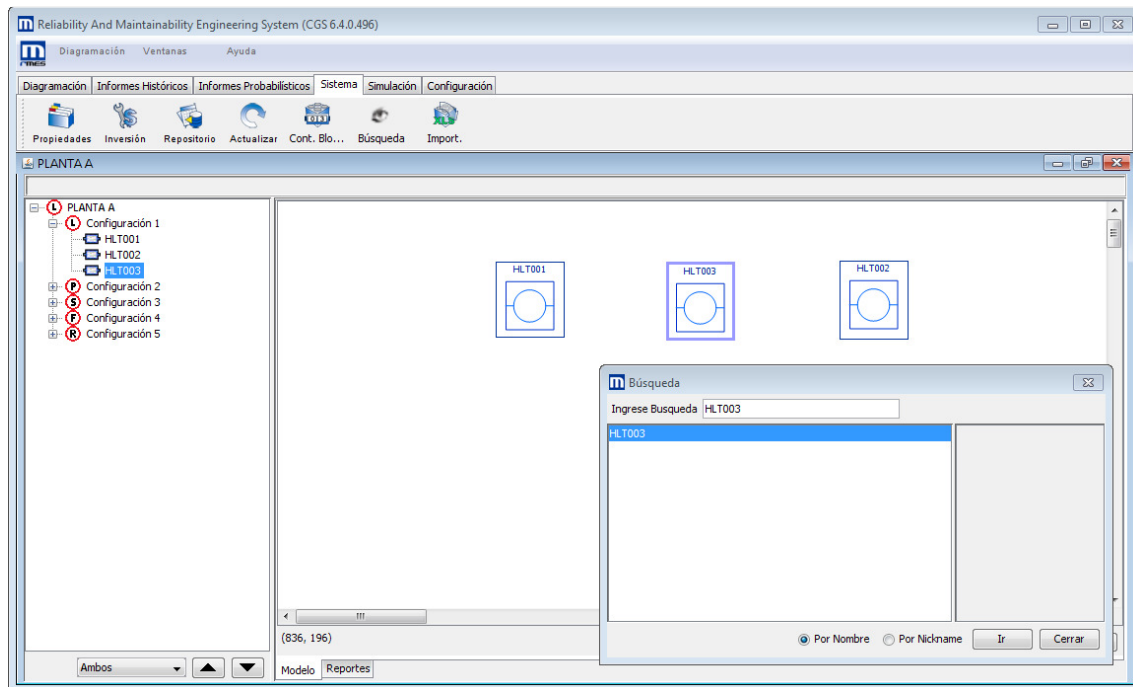 Reliability And Maintainability Engineering System (CGS 6.4.0.496)
Diagramación Ventanas Ayuda
rmes
Diagramación Informes Históricos Informes Probabilísticos Sistema Simulación Configuración
Propiedades Inversión Repositorio Actualizar Cont. Blo... Búsqueda Import.
PLANTA A
L PLANTA A
L Configuración 1
HLT001
HLT002
HLT003
P Configuración 2
S Configuración 3
F Configuración 4
R Configuración 5
HLT001 HLT003 HLT002
Búsqueda
Ingrese Busqueda HLT003
HLT003
Por Nombre Por Nickname Ir Cerrar
(836, 196)
Ambos
Modelo Reportes